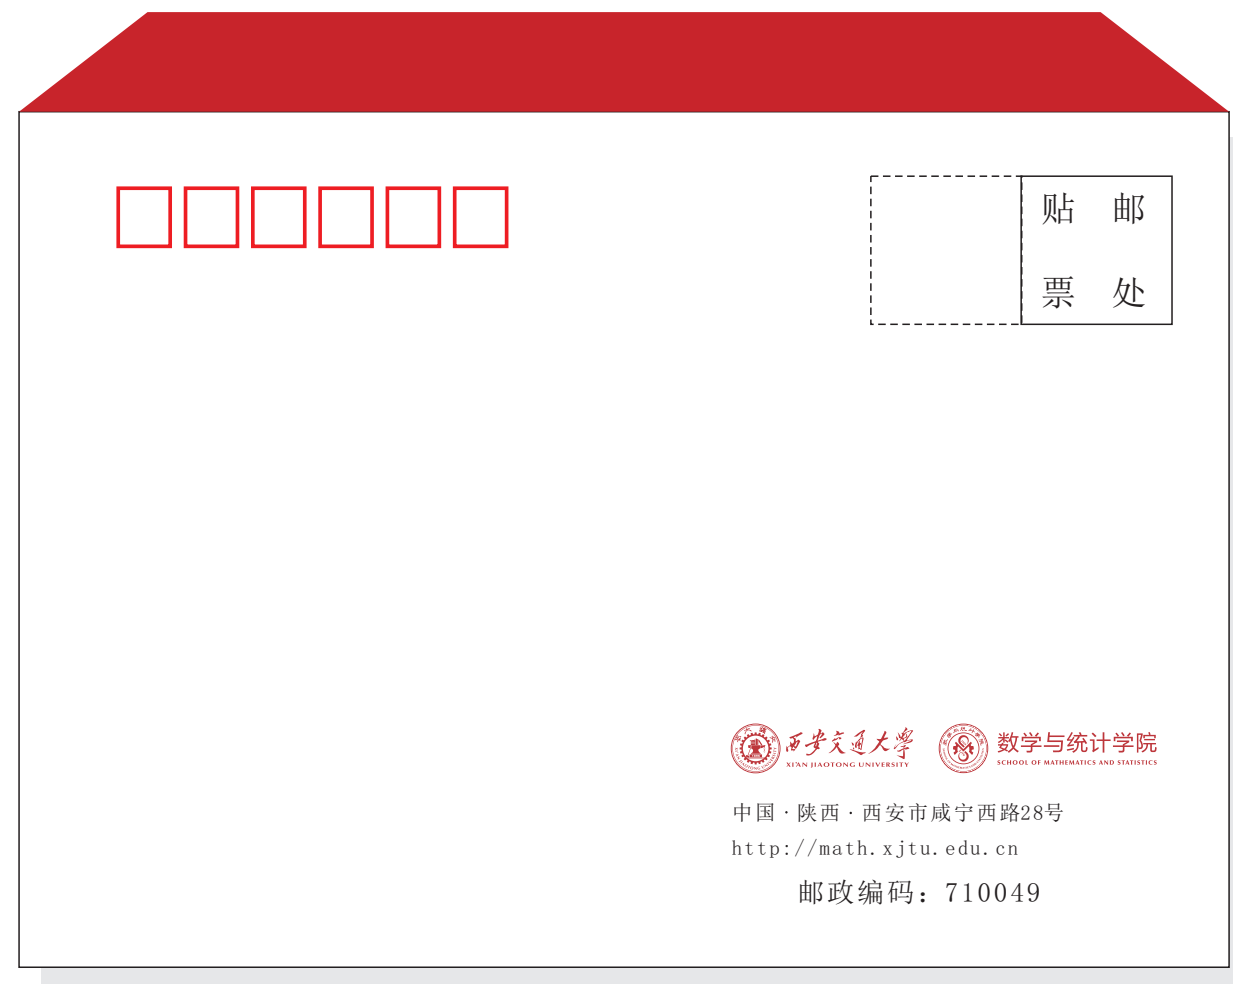 贴 邮
票 处
西安交通大学
XI'AN JIAOTONG UNIVERSITY
数学与统计学院
SCHOOL OF MATHEMATICS AND STATISTICS
中国·陕西·西安市咸宁西路28号
http://math.xjtu.edu.cn
邮政编码：710049